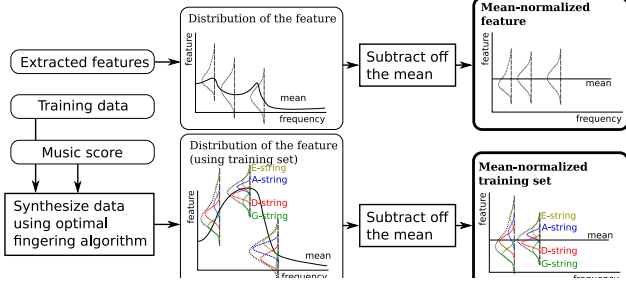 Extracted features
Training data
Music score
Synthesize data
using optimal
fingering algorithm
Distribution of the feature
feature
mean
frequency
Distribution of the feature
(using training set)
E-string
A-string
D-string
G-string
feature
mean
frequency
Subtract off
the mean
Subtract off
the mean
Mean-normalized
feature
feature
mean
frequency
Mean-normalized
training set
E-string
A-string
feature
mean
D-string
G-string
frequency